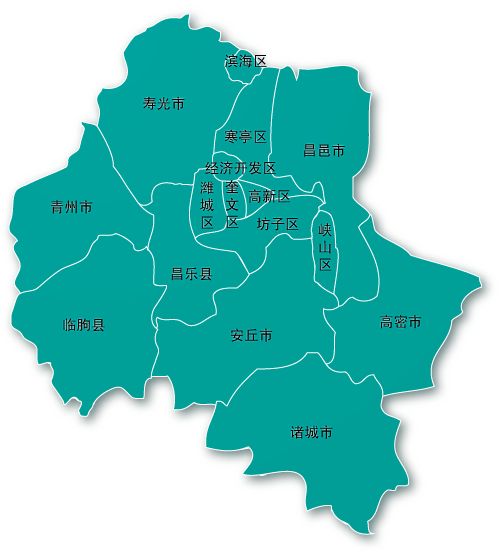 滨海区
寿光市
寒亭区
昌邑市
经济开发区
潍城区
奎文区
高新区
青州市
坊子区
峡山区
昌乐县
临朐县
安丘市
高密市
诸城市